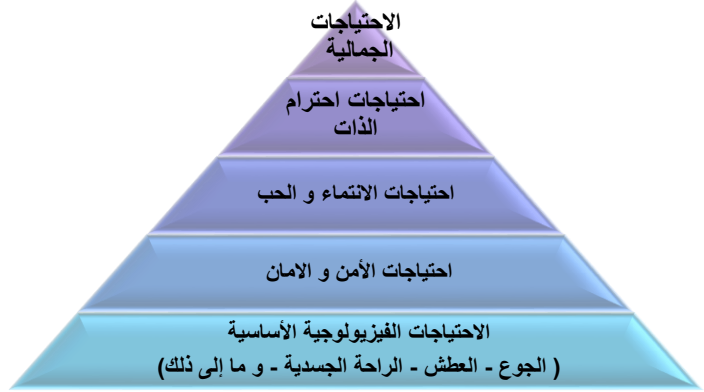 الاحتياجات
الجمالية
احتياجات احترام
الذات
احتياجات الانتماء و الحب
احتياجات الأمن و الامان
الاحتياجات الفيزيولوجية الأساسية
( الجوع - العطش - الراحة الجسدية - و ما إلى ذلك)